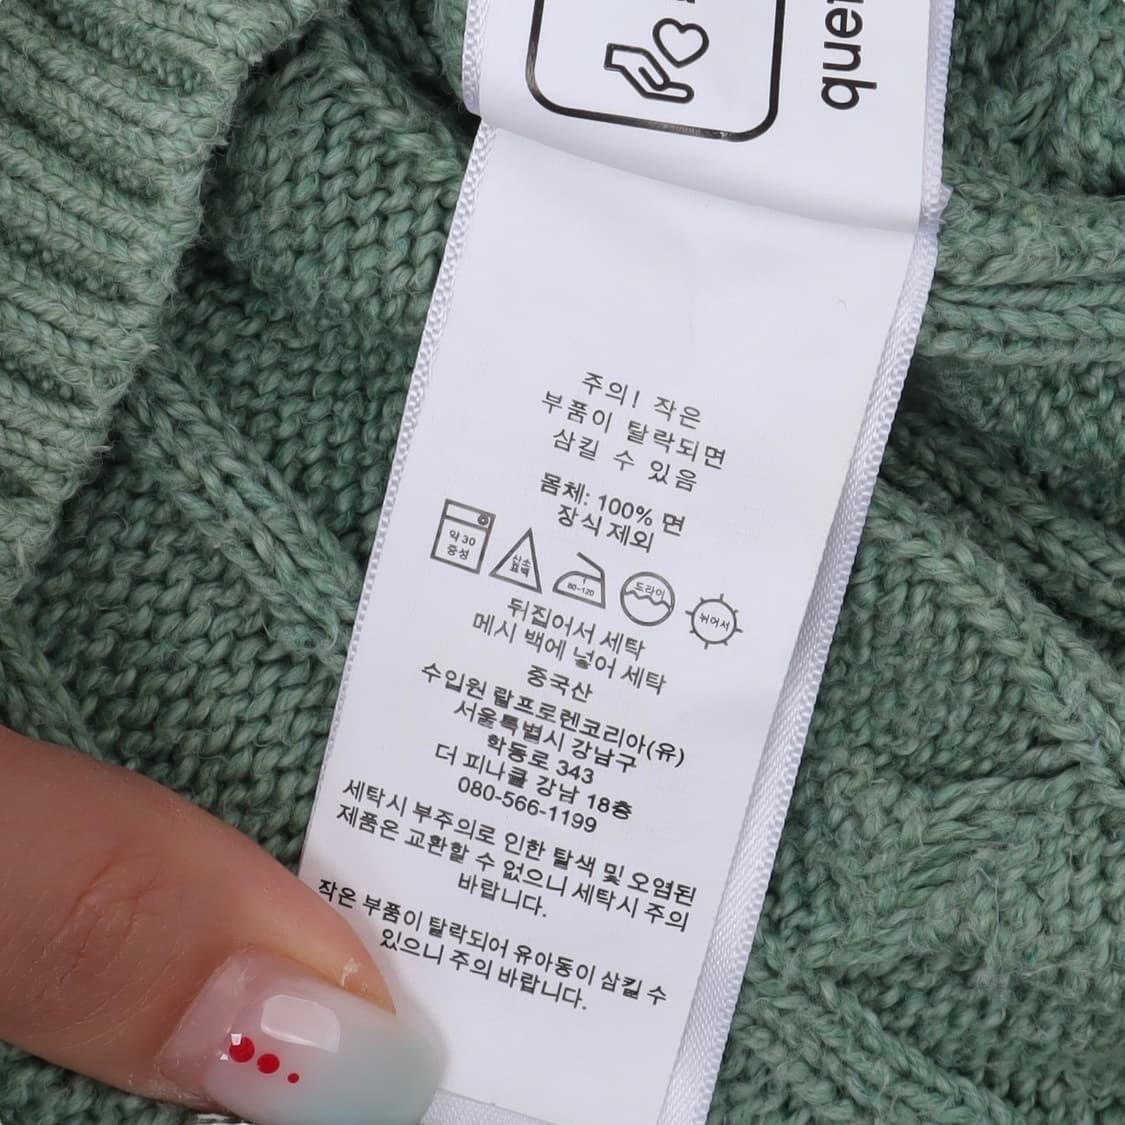 주의! 작은
부품이 탈락되면
삼킬 수 있음
몸체: 100% 면
장식 제외
약 30
중성
산소
표백
80-120
드라이
뉘어서
뒤집어서 세탁
메시 백에 넣어 세탁
중국산
수입원 랄프로렌코리아(유)
서울특별시 강남구
학동로 343
더 피나클 강남 18층
080-566-1199
세탁시 부주의로 인한 탈색 및 오염된
제품은 교환할 수 없으니 세탁시 주의
바랍니다.
작은 부품이 탈락되어 유아동이 삼킬 수
있으니 주의 바랍니다.